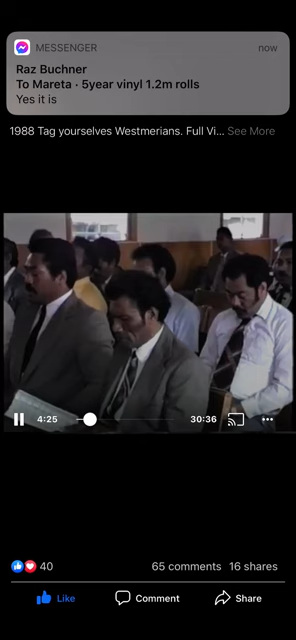 MESSENGER
now
Raz Buchner
To Mareta · 5year vinyl 1.2m rolls
Yes it is
1988 Tag yourselves Westmerians. Full Vi... See More
4:25
30:36
40
65 comments 16 shares
Like
Comment
Share